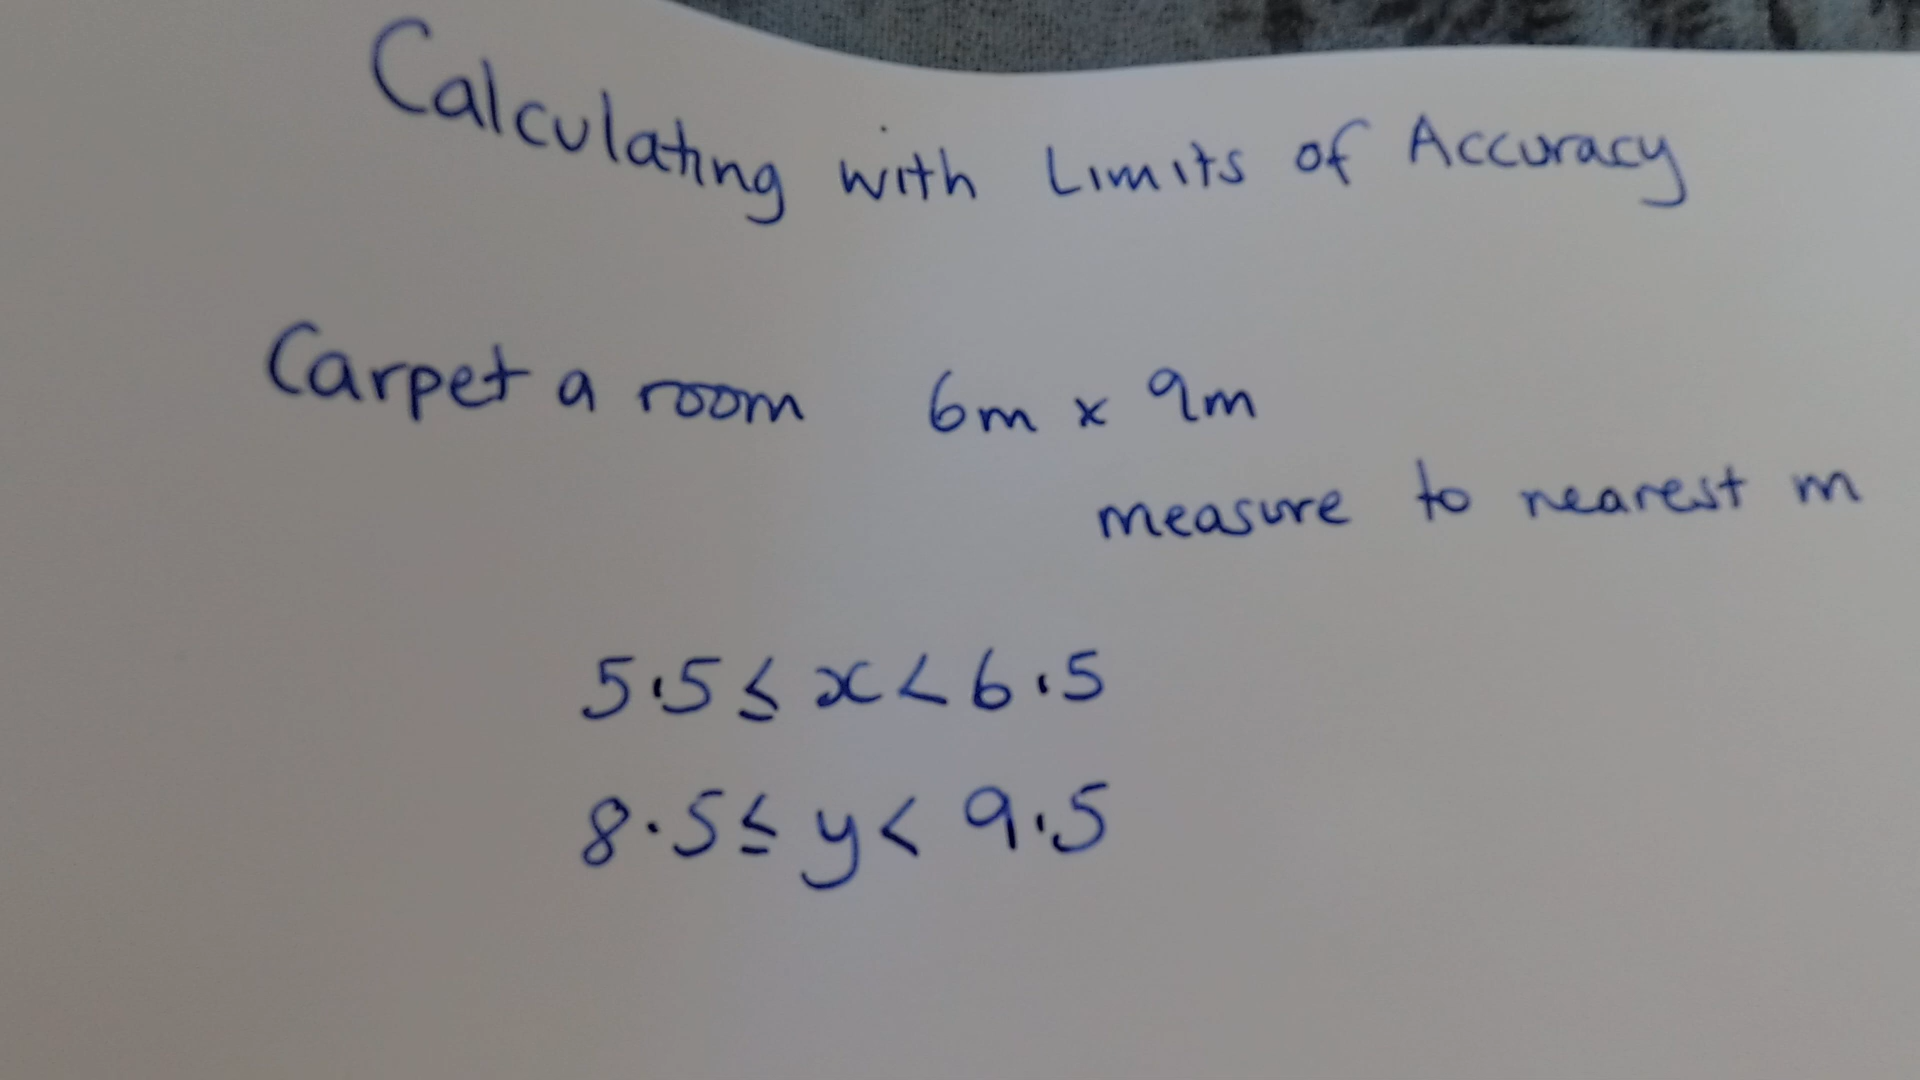 Calculating with Limits of Accuracy
Carpet a room 6m x 9m
measure to nearest m
5.5 ≤ x < 6.5
8.5 ≤ y < 9.5